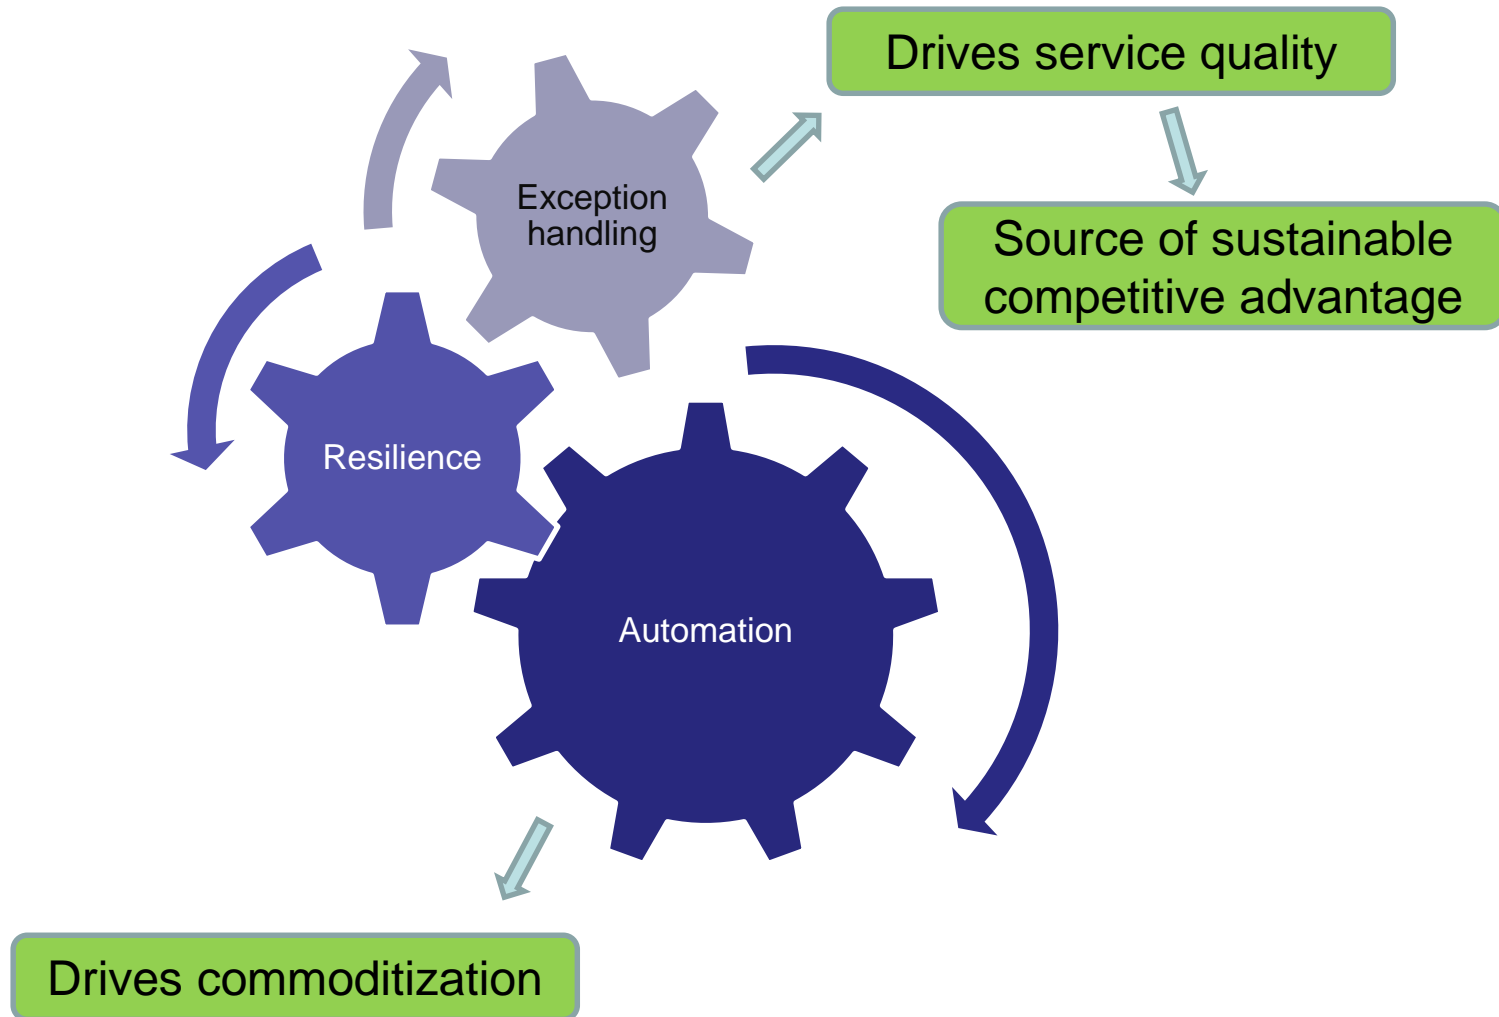 Drives service quality
Exception
handling
Source of sustainable
competitive advantage
Resilience
Automation
Drives commoditization